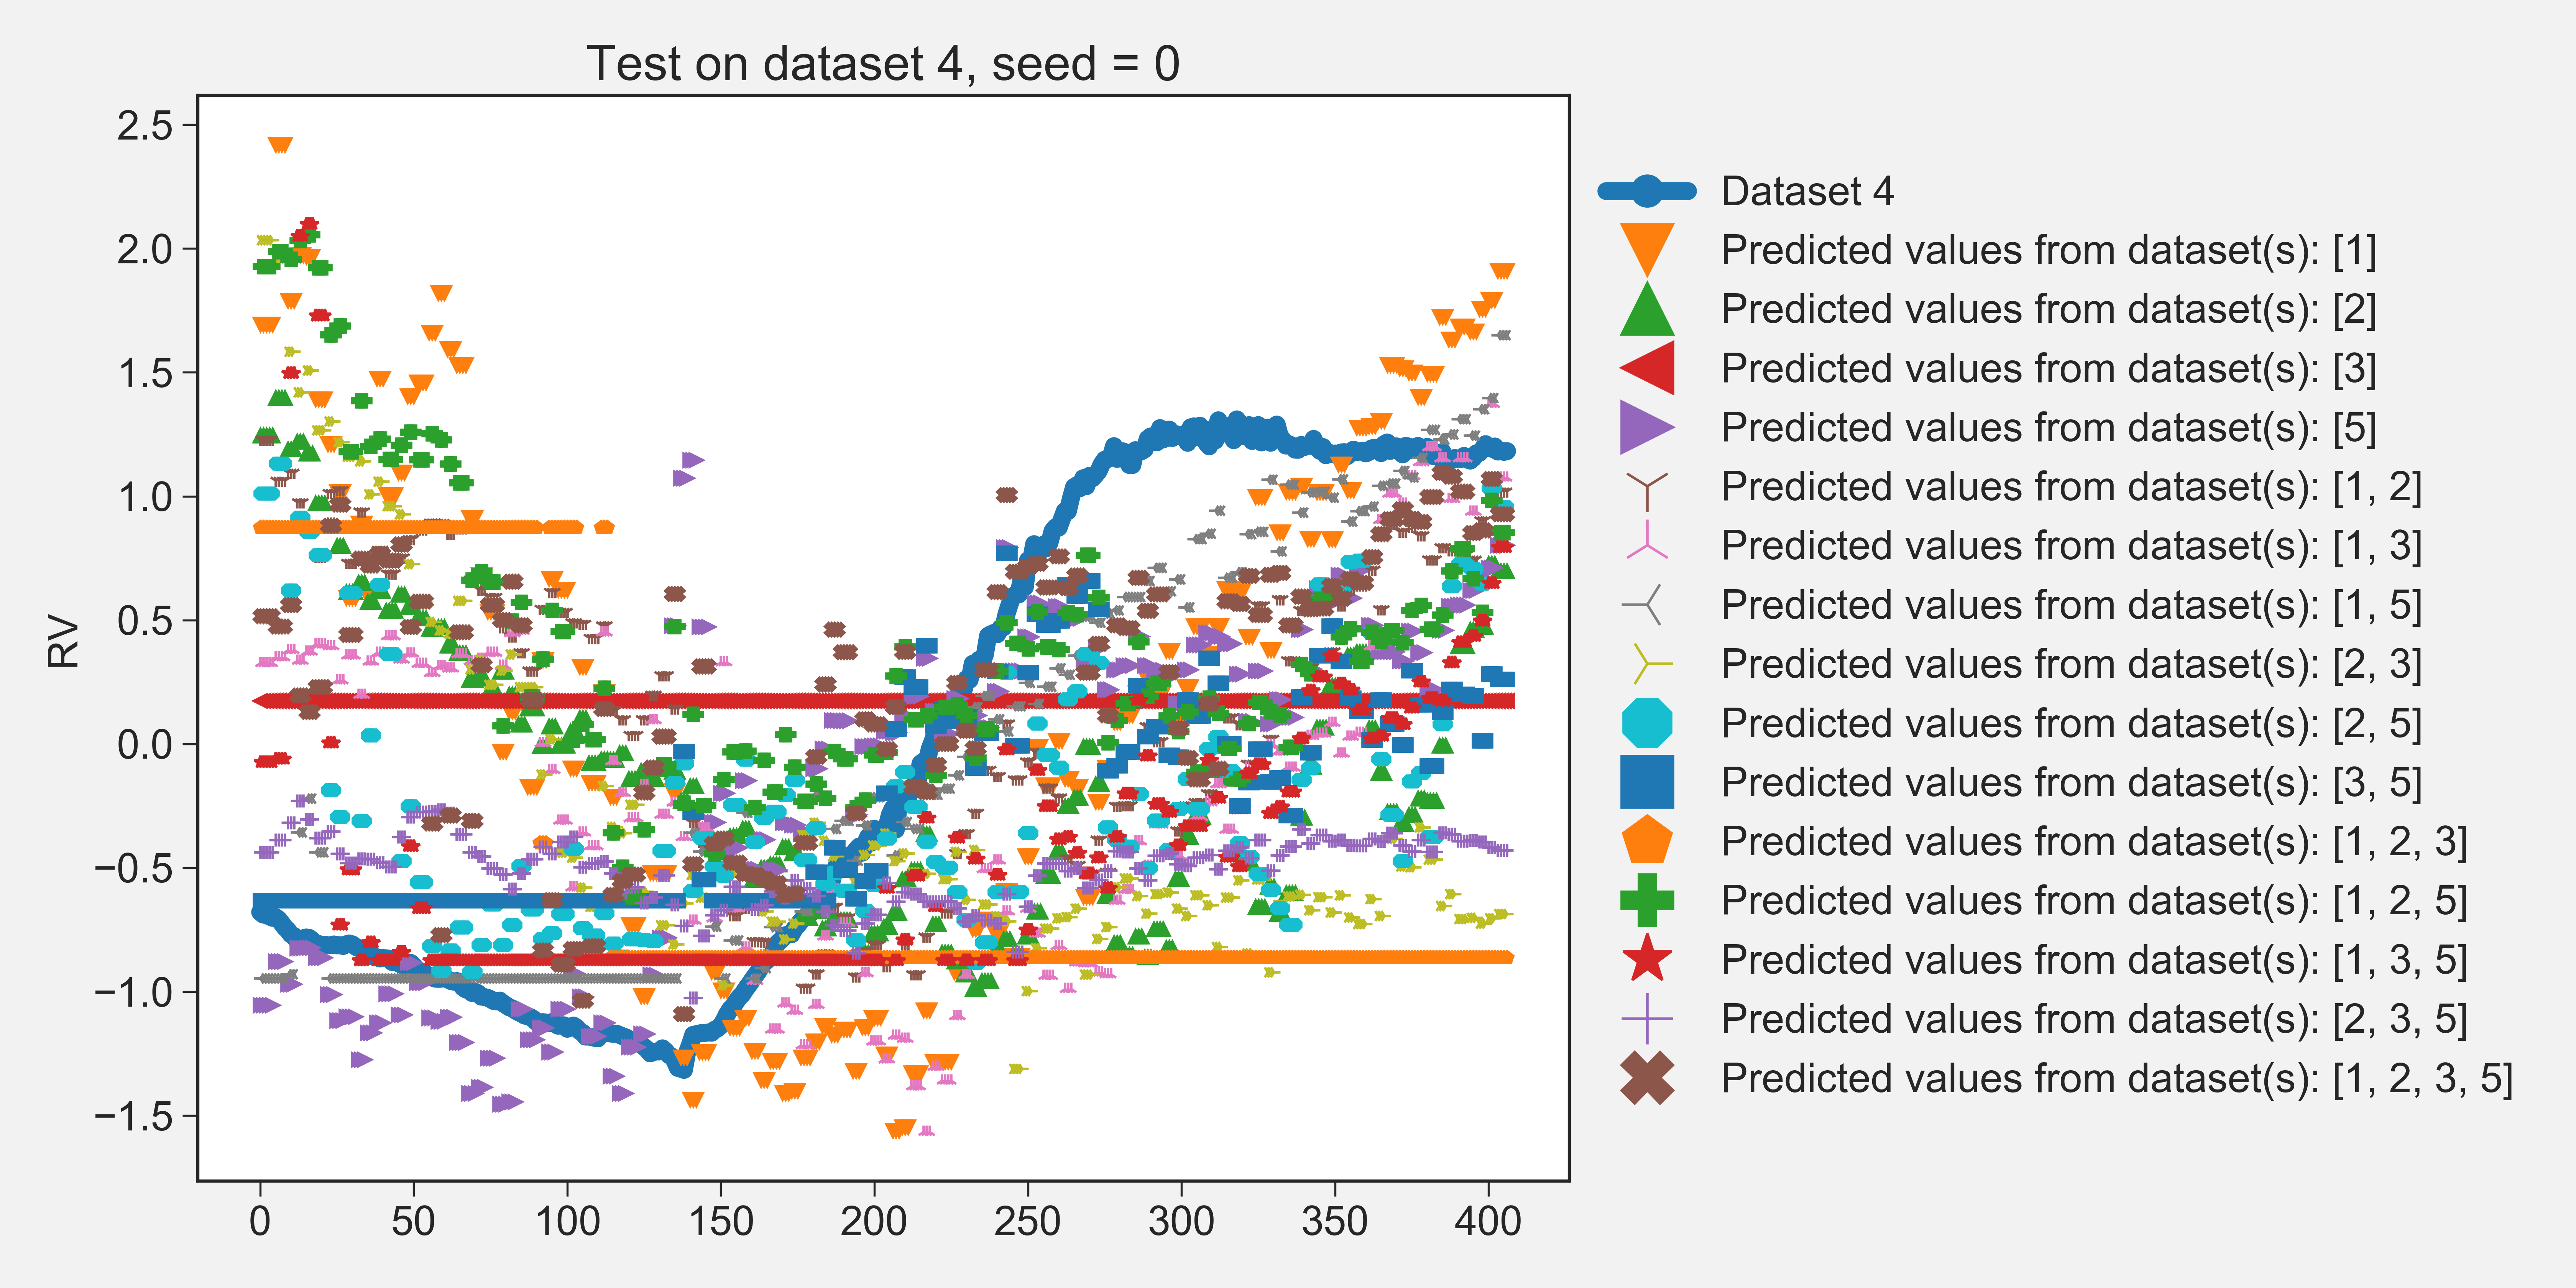 Test on dataset 4, seed = 0
RV
2.5
2.0
1.5
1.0
0.5
0.0
−0.5
−1.0
−1.5
0 50 100 150 200 250 300 350 400
Dataset 4
Predicted values from dataset(s): [1]
Predicted values from dataset(s): [2]
Predicted values from dataset(s): [3]
Predicted values from dataset(s): [5]
Predicted values from dataset(s): [1, 2]
Predicted values from dataset(s): [1, 3]
Predicted values from dataset(s): [1, 5]
Predicted values from dataset(s): [2, 3]
Predicted values from dataset(s): [2, 5]
Predicted values from dataset(s): [3, 5]
Predicted values from dataset(s): [1, 2, 3]
Predicted values from dataset(s): [1, 2, 5]
Predicted values from dataset(s): [1, 3, 5]
Predicted values from dataset(s): [2, 3, 5]
Predicted values from dataset(s): [1, 2, 3, 5]